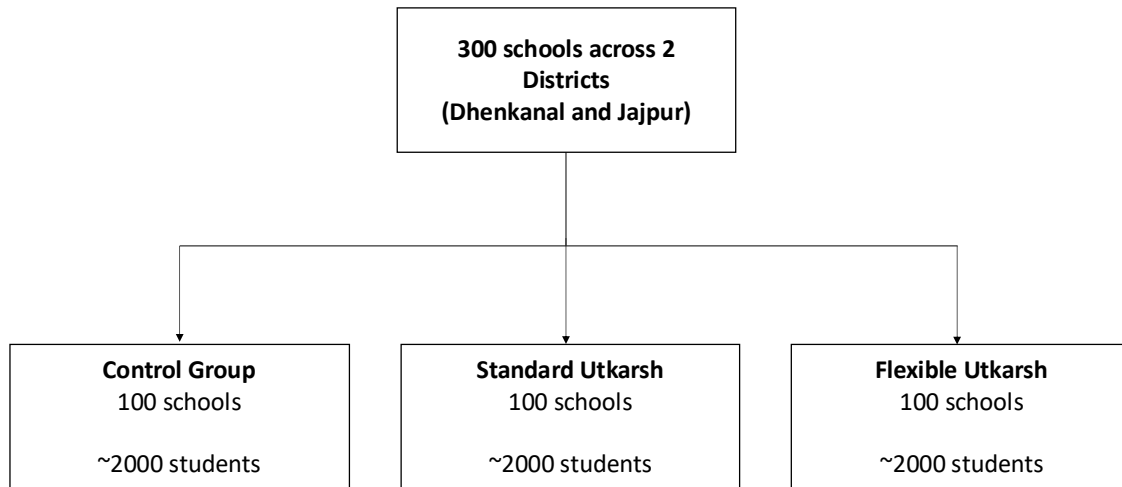 300 schools across 2
Districts
(Dhenkanal and Jajpur)
Control Group
100 schools
~2000 students
Standard Utkarsh
100 schools
~2000 students
Flexible Utkarsh
100 schools
~2000 students